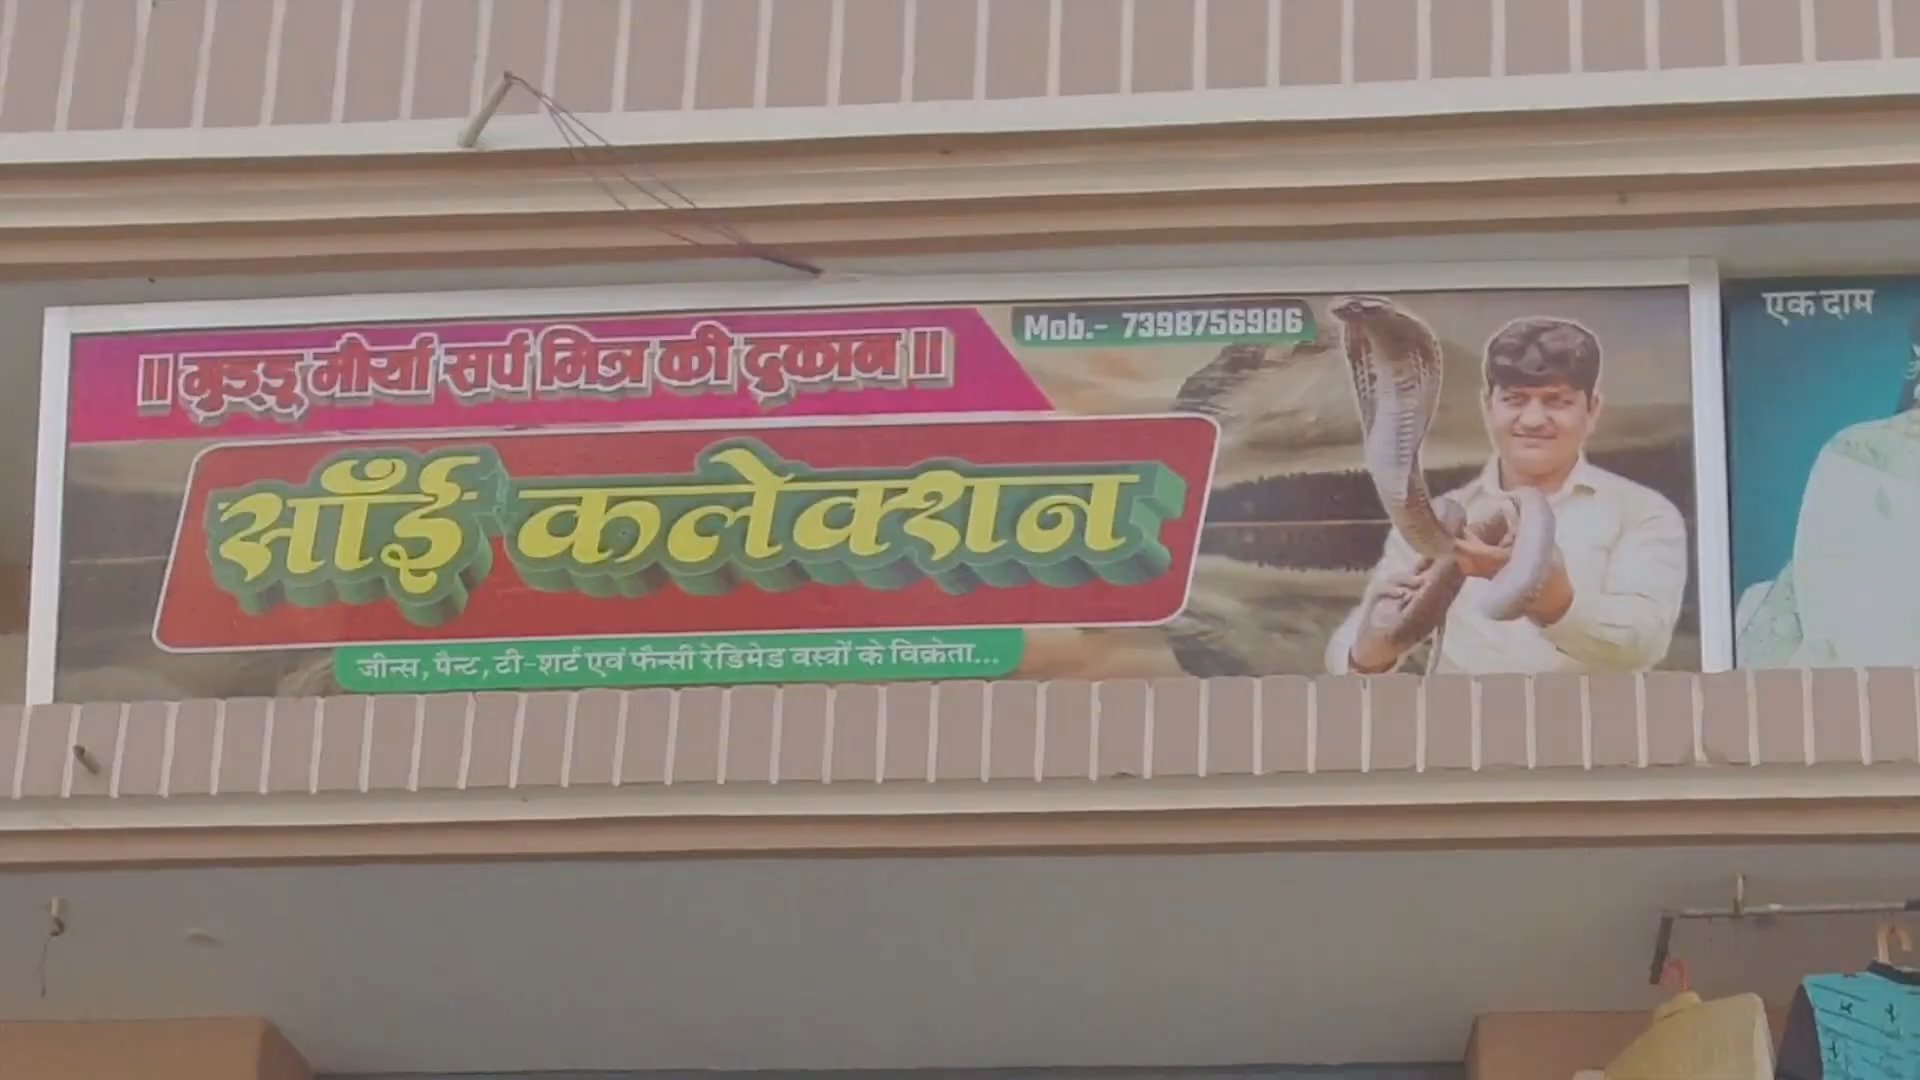 ॥ गुड्डू मौर्या सर्प मित्र की दुकान ॥
Mob.- 7398756986
साँई कलेक्शन
जीन्स, पैन्ट, टी-शर्ट एवं फैन्सी रेडिमेड वस्त्रों के विक्रेता...
एक दाम